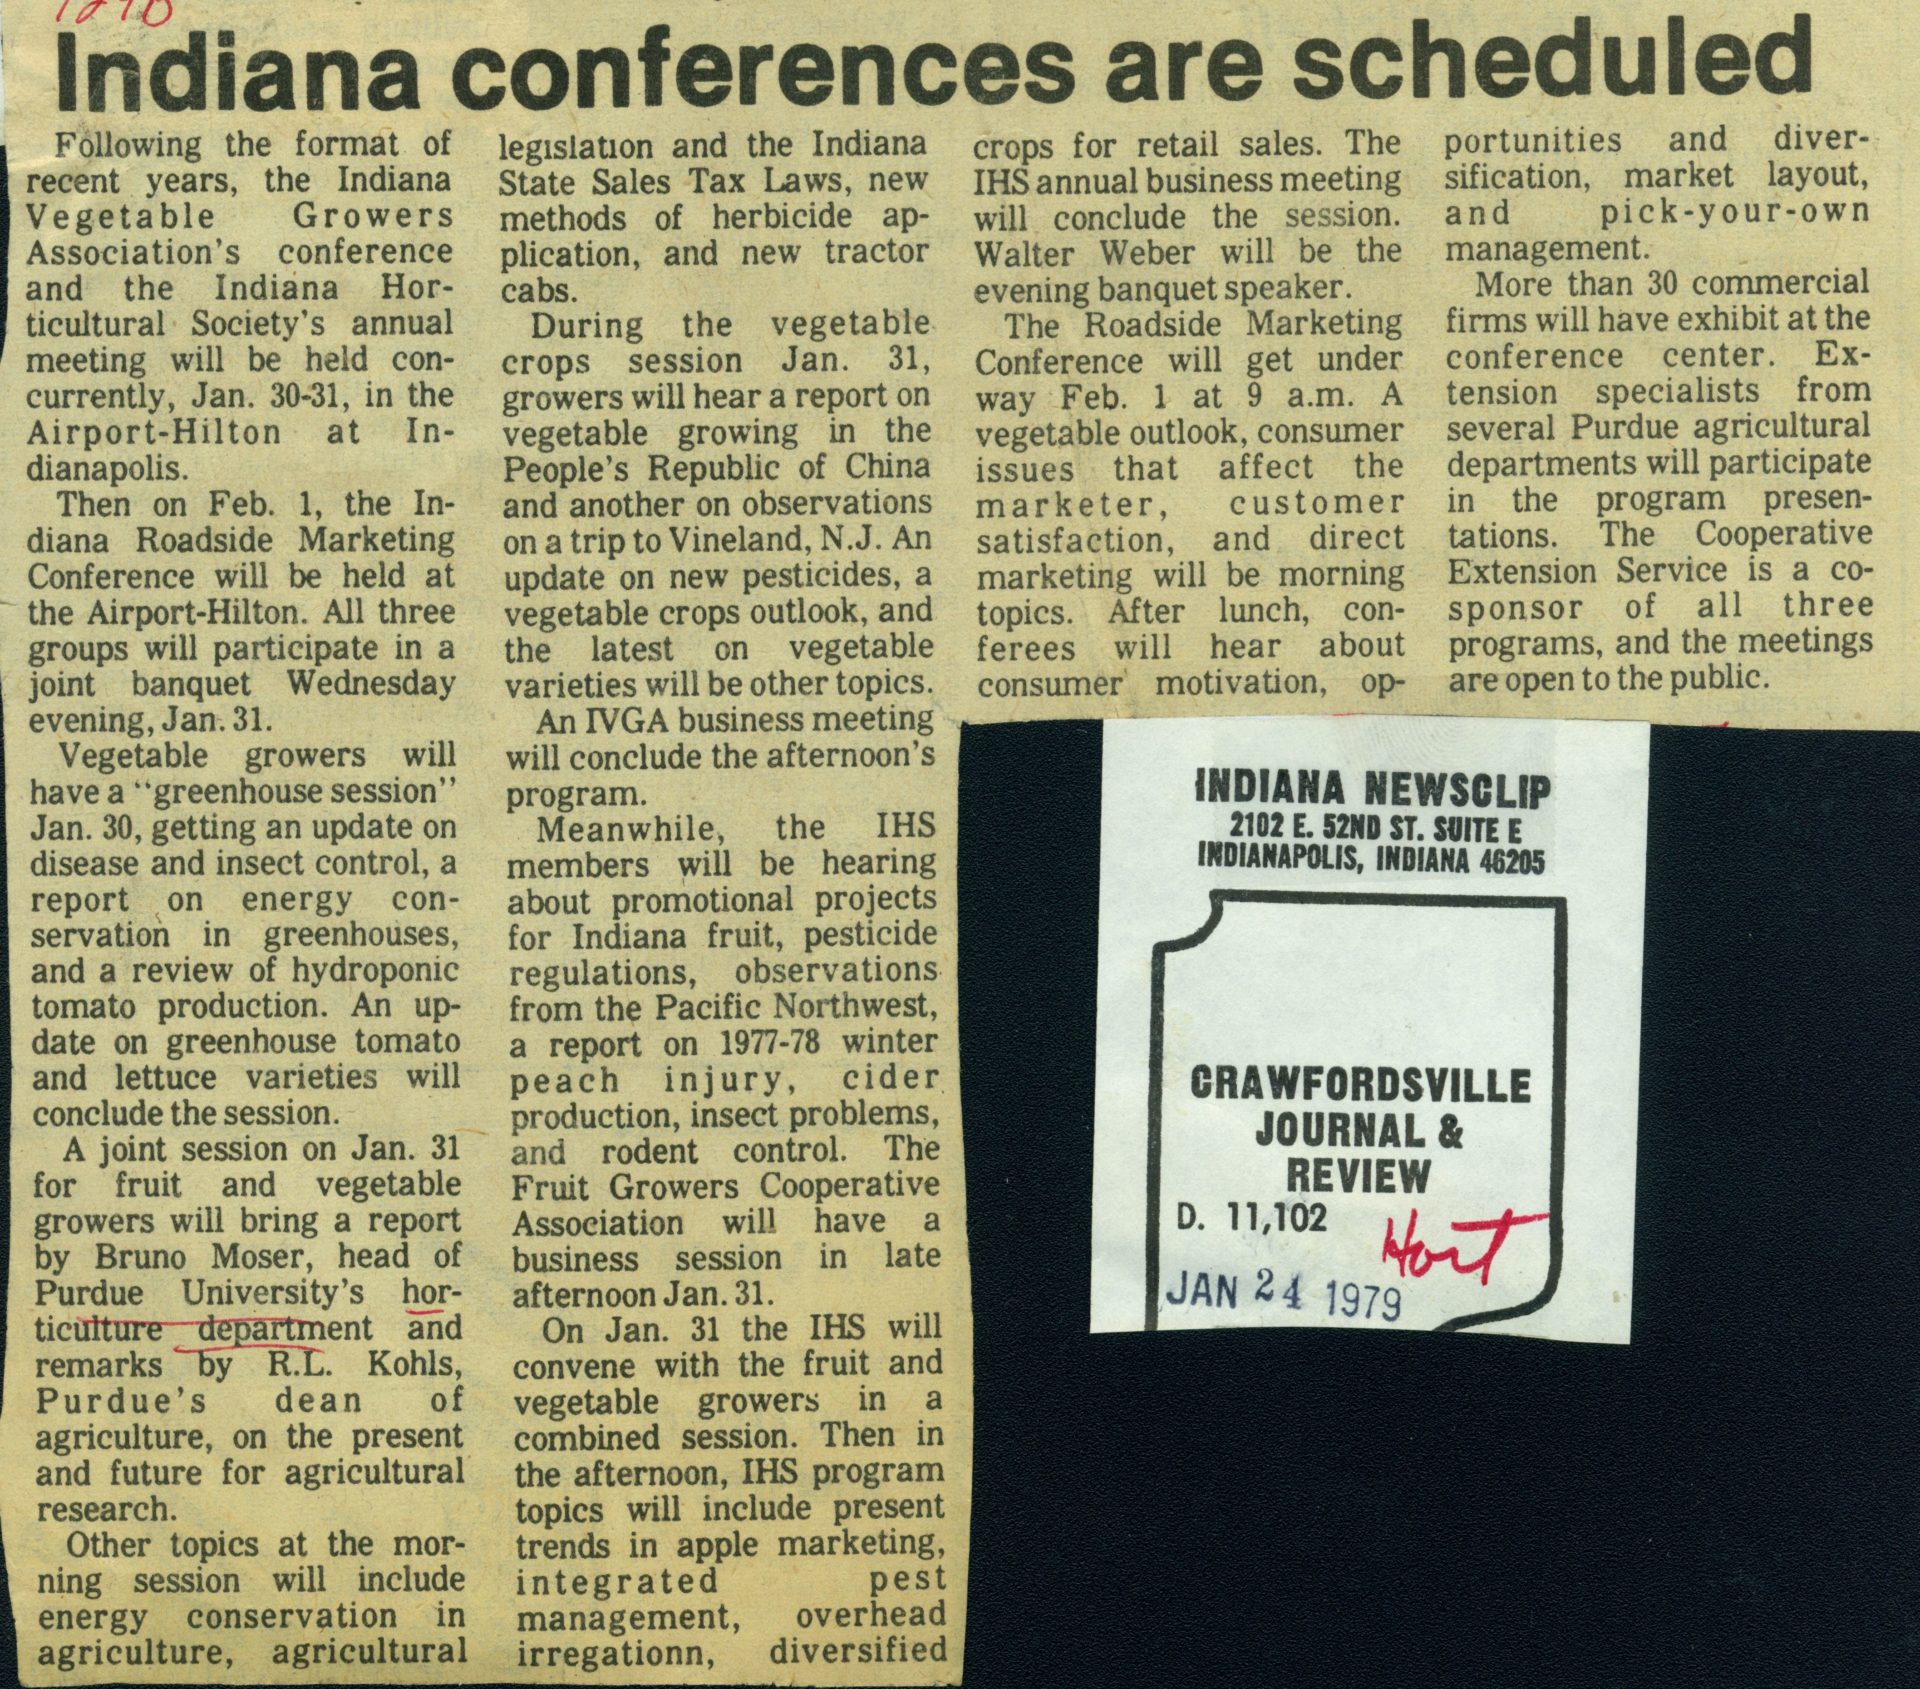 1290
Indiana conferences are scheduled
Following the format of
recent years, the Indiana
Vegetable Growers
Association's conference
and the Indiana Hor-
ticultural Society's annual
meeting will be held con-
currently, Jan. 30-31, in the
Airport-Hilton at In-
dianapolis.
Then on Feb. 1, the In-
diana Roadside Marketing
Conference will be held at
the Airport-Hilton. All three
groups will participate in a
joint banquet Wednesday
evening, Jan. 31.
Vegetable growers will
have a "greenhouse session"
Jan. 30, getting an update on
disease and insect control, a
report on energy con-
servation in greenhouses,
and a review of hydroponic
tomato production. An up-
date on greenhouse tomato
and lettuce varieties will
conclude the session.
A joint session on Jan. 31
for fruit and vegetable
growers will bring a report
by Bruno Moser, head of
Purdue University's hor-
ticulture department and
remarks by R.L. Kohls,
Purdue's dean of
agriculture, on the present
and future for agricultural
research.
Other topics at the mor-
ning session will include
energy conservation in
agriculture, agricultural
legislation and the Indiana
State Sales Tax Laws, new
methods of herbicide ap-
plication, and new tractor
cabs.
During the vegetable
crops session Jan. 31,
growers will hear a report on
vegetable growing in the
People's Republic of China
and another on observations
on a trip to Vineland, N.J. An
update on new pesticides, a
vegetable crops outlook, and
the latest on vegetable
varieties will be other topics.
An IVGA business meeting
will conclude the afternoon's
program.
Meanwhile, the IHS
members will be hearing
about promotional projects
for Indiana fruit, pesticide
regulations, observations
from the Pacific Northwest,
a report on 1977-78 winter
peach injury, cider
production, insect problems,
and rodent control. The
Fruit Growers Cooperative
Association will have a
business session in late
afternoon Jan. 31.
On Jan. 31 the IHS will
convene with the fruit and
vegetable growers in a
combined session. Then in
the afternoon, IHS program
topics will include present
trends in apple marketing,
integrated pest
management, overhead
irregationn, diversified
crops for retail sales. The
IHS annual business meeting
will conclude the session.
Walter Weber will be the
evening banquet speaker.
The Roadside Marketing
Conference will get under
way Feb. 1 at 9 a.m. A
vegetable outlook, consumer
issues that affect the
marketer, customer
satisfaction, and direct
marketing will be morning
topics. After lunch, con-
ferees will hear about
consumer motivation, op-
portunities and diver-
sification, market layout,
and pick-your-own
management.
More than 30 commercial
firms will have exhibit at the
conference center. Ex-
tension specialists from
several Purdue agricultural
departments will participate
in the program presen-
tations. The Cooperative
Extension Service is a co-
sponsor of all three
programs, and the meetings
are open to the public.
INDIANA NEWSCLIP
2102 E. 52ND ST. SUITE E
INDIANAPOLIS, INDIANA 46205
CRAWFORDSVILLE
JOURNAL &
REVIEW
D. 11,102
Hort
JAN 24 1979